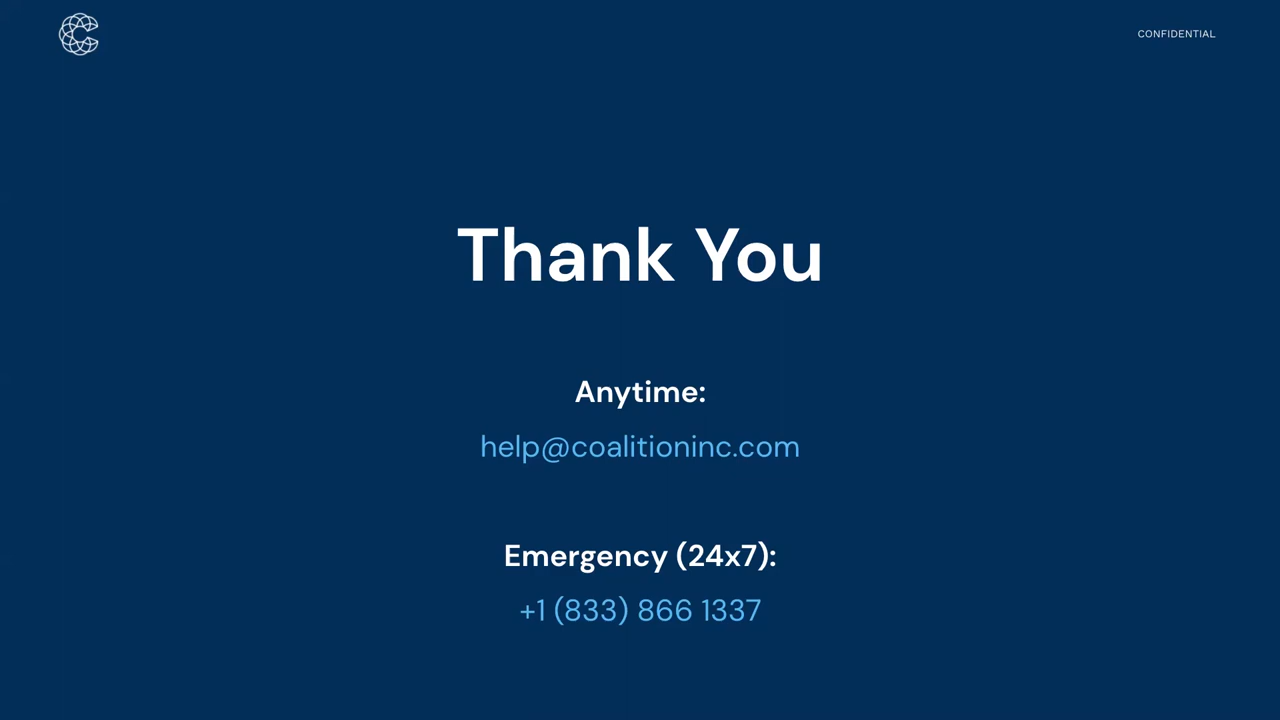 CONFIDENTIAL
Thank You
Anytime:
help@coalitioninc.com
Emergency (24x7):
+1 (833) 866 1337